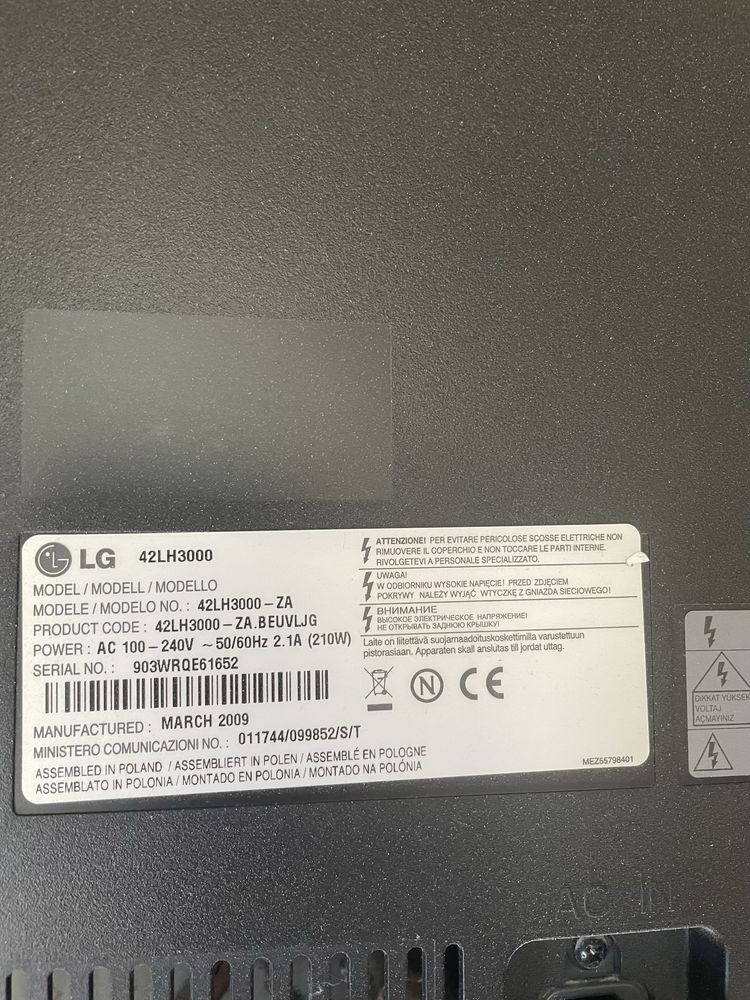 LG 42LH3000
MODEL / MODELL / MODELLO
MODELE / MODELO NO. : 42LH3000-ZA
PRODUCT CODE : 42LH3000-ZA.BEUVLJG
POWER : AC 100-240V ~50/60Hz 2.1A (210W)
SERIAL NO. : 903WRQE61652
MANUFACTURED : MARCH 2009
MINISTERO COMUNICAZIONI NO. : 011744/099852/S/T
ASSEMBLED IN POLAND / ASSEMBLIERT IN POLEN / ASSEMBLÉ EN POLOGNE
ASSEMBLATO IN POLONIA / MONTADO EN POLONIA / MONTADO NA POLÓNIA
ATTENZIONE! PER EVITARE PERICOLOSE SCOSSE ELETTRICHE NON
RIMUOVERE IL COPERCHIO E NON TOCCARE LE PARTI INTERNE.
RIVOLGETEVI A PERSONALE SPECIALIZZATO.
UWAGA!
W ODBIORNIKU WYSOKIE NAPIĘCIE! PRZED ZDJĘCIEM
POKRYWY NALEŻY WYJĄĆ WTYCZKĘ Z GNIAZDA SIECIOWEGO!
ВНИМАНИЕ
ВЫСОКОЕ ЭЛЕКТРИЧЕСКОЕ НАПРЯЖЕНИЕ!
НЕ ОТКРЫВАТЬ ЗАДНЮЮ КРЫШКУ!
Laite on liitettävä suojamaadoituskoskettimilla varustettuun
pistorasiaan. Apparaten skall anslutas till jordat uttag.
N CE
MEZ55798401
DIKKAT YÜKSEK
VOLTAJ
AÇMAYINIZ
AC IN